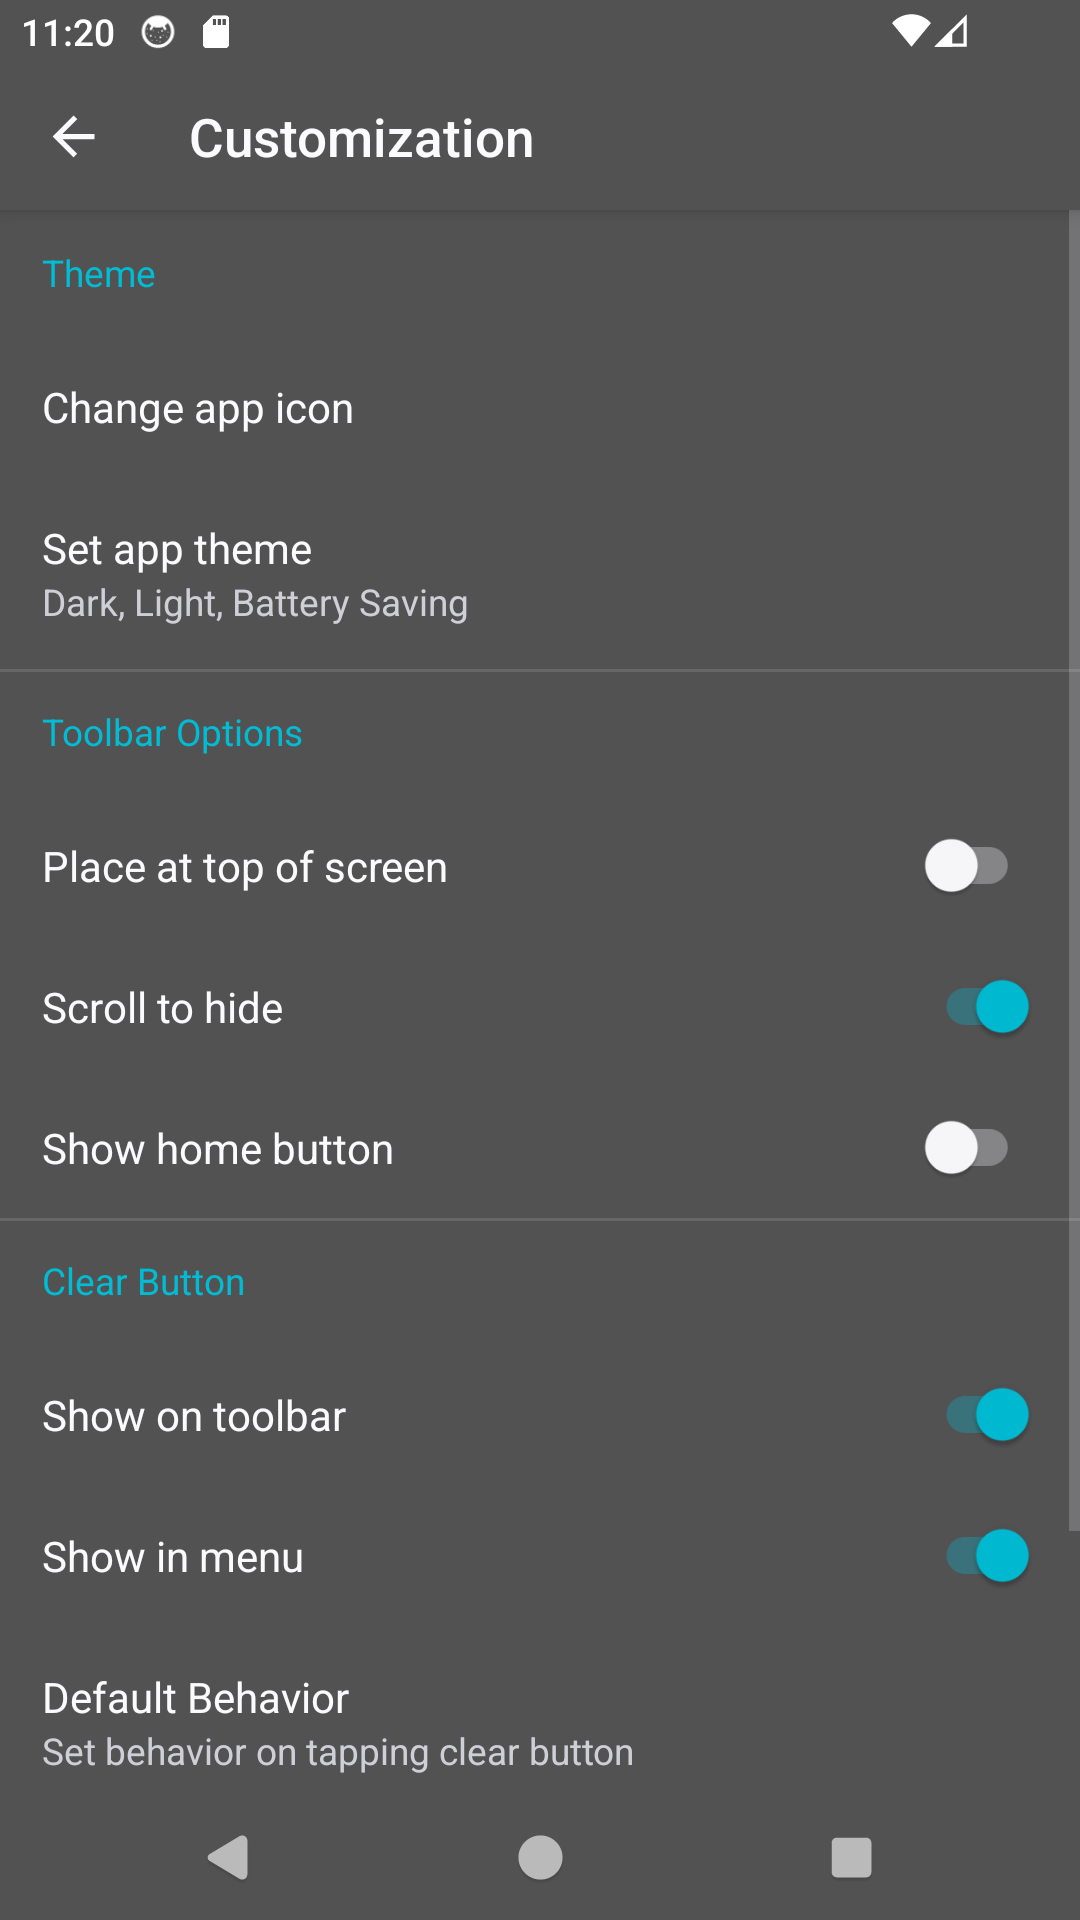 11:20
Customization
Theme
Change app icon
Set app theme
Dark, Light, Battery Saving
Toolbar Options
Place at top of screen
Scroll to hide
Show home button
Clear Button
Show on toolbar
Show in menu
Default Behavior
Set behavior on tapping clear button